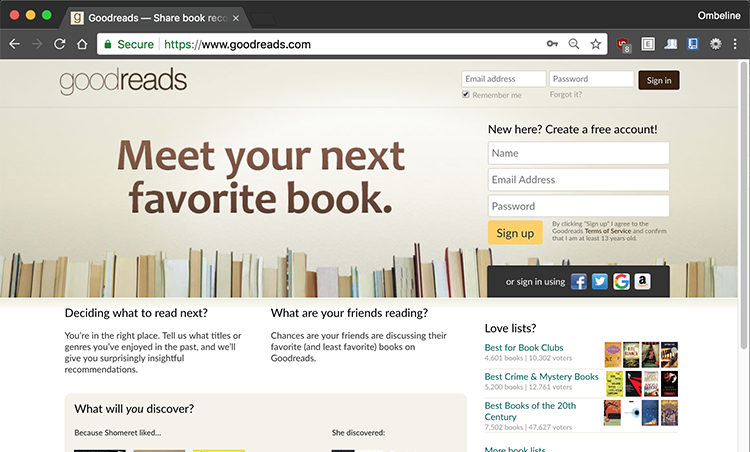 Goodreads — Share book reco
Ombeline
Secure
https://www.goodreads.com
8
goodreads
Email address
Password
Sign in
Remember me
Forgot it?
Meet your next
favorite book.
New here? Create a free account!
Name
Email Address
Password
Sign up
By clicking "Sign up" I agree to the
Goodreads Terms of Service and confirm
that I am at least 13 years old.
or sign in using
Deciding what to read next?
You're in the right place. Tell us what titles or
genres you've enjoyed in the past, and we'll
give you surprisingly insightful
recommendations.
What are your friends reading?
Chances are your friends are discussing their
favorite (and least favorite) books on
Goodreads.
Love lists?
Best for Book Clubs
4,601 books | 10,302 voters
Best Crime & Mystery Books
5,200 books | 12,761 voters
Best Books of the 20th
Century
7,502 books | 47,627 voters
More book lists
What will you discover?
Because Shomeret liked…
She discovered: